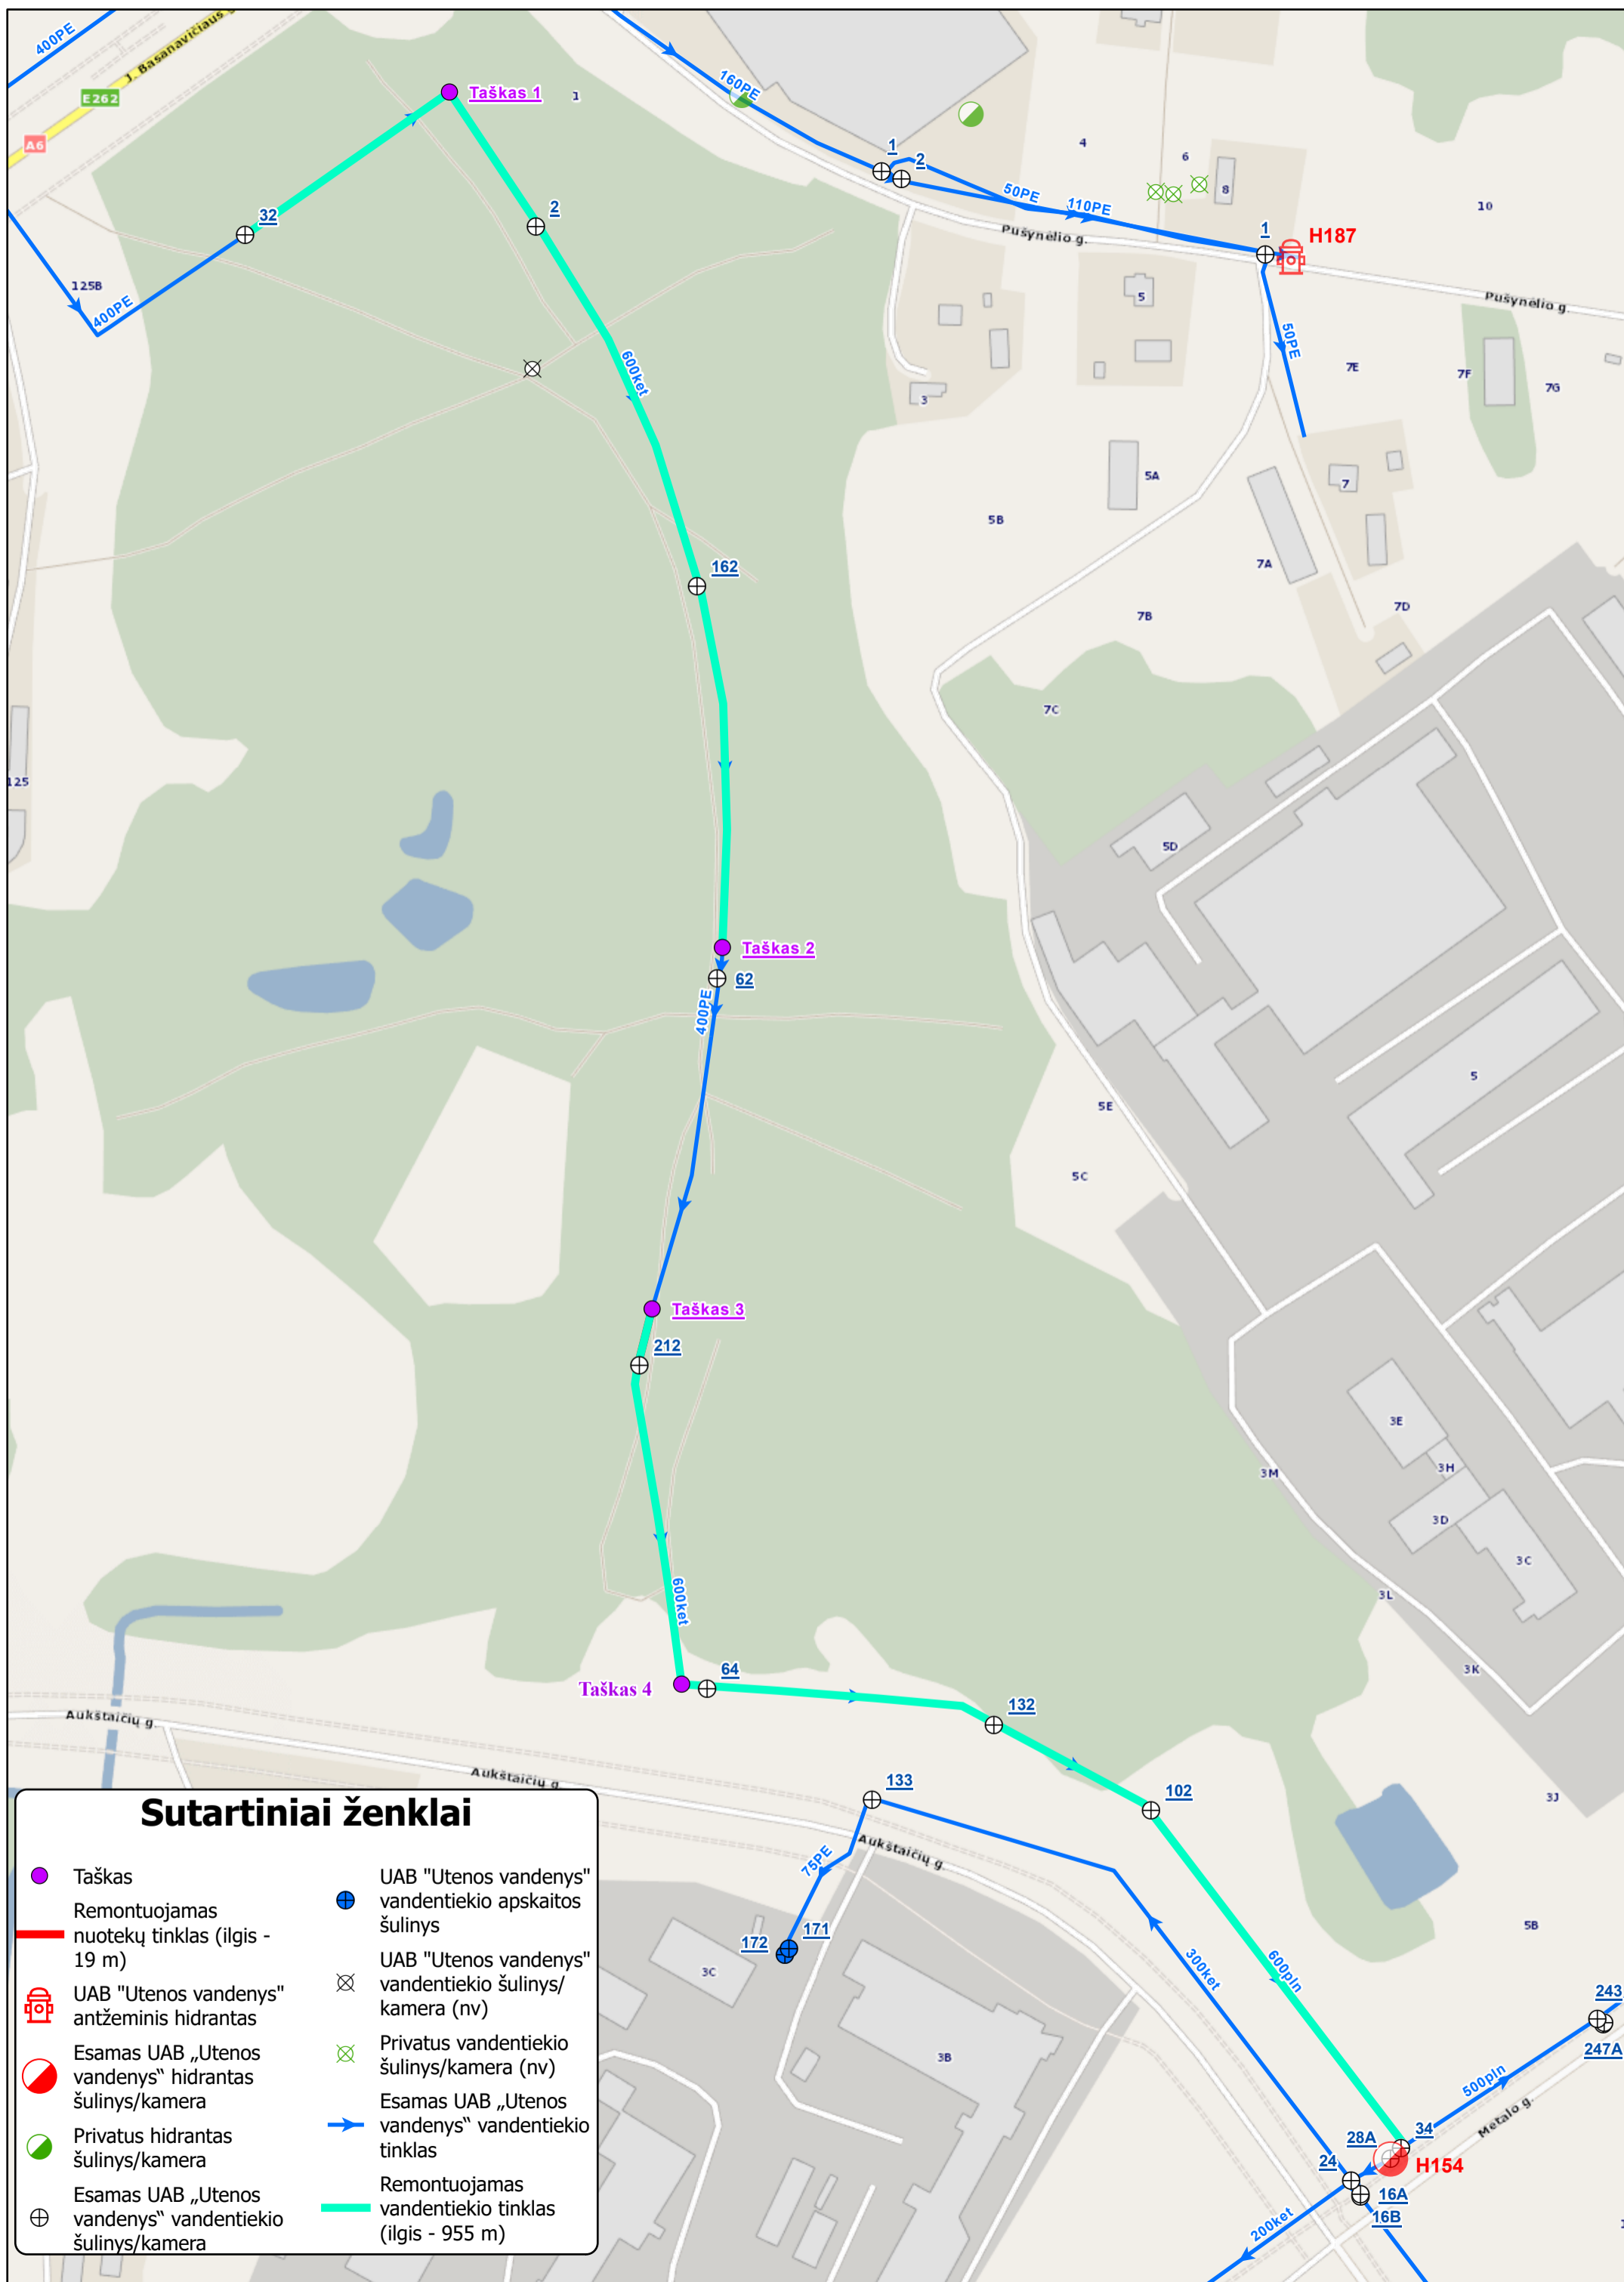 400PE
J. Basanavičiaus g.
E262
A6
Taškas 1
1
160PE
1
2
4
6
8
10
50PE
110PE
Pušynėlio g.
1
H187
Pušynėlio g.
32
2
125B
400PE
5
50PE
7E
7F
7G
600ket
3
5A
7
5B
7A
162
7B
7D
7C
125
5D
Taškas 2
62
400PE
5
5E
5C
Taškas 3
212
3E
3M
3H
3D
3C
600ket
3L
3K
Taškas 4
64
132
Aukštaičių g.
Aukštaičių g.
133
102
3J
Aukštaičių g.
75PE
171
172
3C
5B
300ket
600pln
243
247A
3B
500pln
Metalo g.
34
28A
H154
24
16A
16B
200ket
Sutartiniai ženklai
Taškas
Remontuojamas
nuotekų tinklas (ilgis -
19 m)
UAB "Utenos vandenys"
antžeminis hidrantas
Esamas UAB „Utenos
vandenys“ hidrantas
šulinys/kamera
Privatus hidrantas
šulinys/kamera
Esamas UAB „Utenos
vandenys“ vandentiekio
šulinys/kamera
UAB "Utenos vandenys"
vandentiekio apskaitos
šulinys
UAB "Utenos vandenys"
vandentiekio šulinys/
kamera (nv)
Privatus vandentiekio
šulinys/kamera (nv)
Esamas UAB „Utenos
vandenys“ vandentiekio
tinklas
Remontuojamas
vandentiekio tinklas
(ilgis - 955 m)